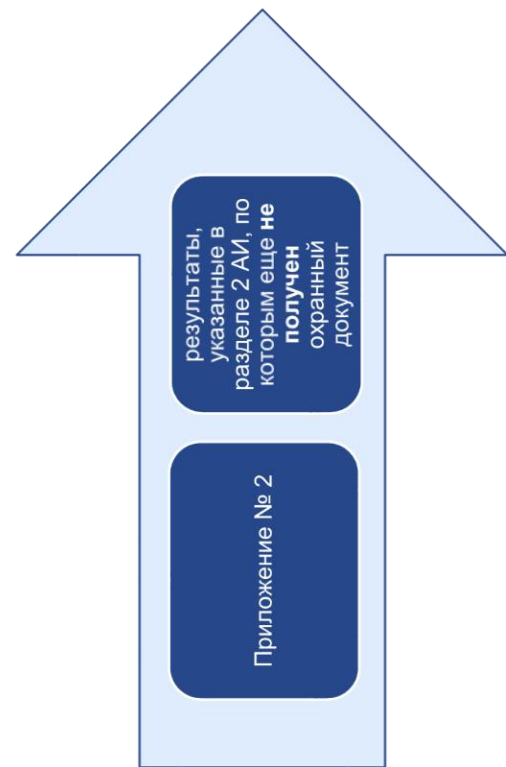 Приложение № 2
результаты,
указанные в
разделе 2 АИ, по
которым еще не
получен
охранный
документ